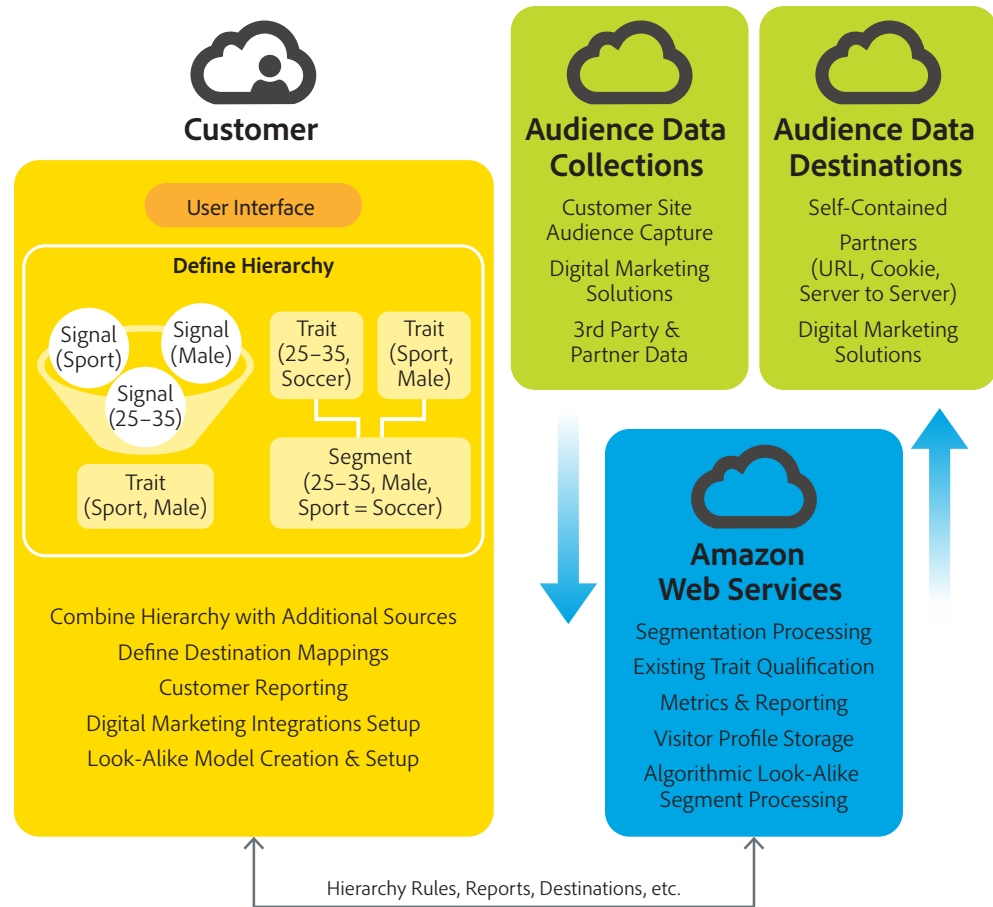 Customer
User Interface
Define Hierarchy
Signal
(Sport)
Signal
(Male)
Signal
(25–35)
Trait
(Sport, Male)
Trait
(25–35,
Soccer)
Trait
(Sport,
Male)
Segment
(25–35, Male,
Sport = Soccer)
Combine Hierarchy with Additional Sources
Define Destination Mappings
Customer Reporting
Digital Marketing Integrations Setup
Look-Alike Model Creation & Setup
Audience Data
Collections
Customer Site
Audience Capture
Digital Marketing
Solutions
3rd Party &
Partner Data
Audience Data
Destinations
Self-Contained
Partners
(URL, Cookie,
Server to Server)
Digital Marketing
Solutions
Amazon
Web Services
Segmentation Processing
Existing Trait Qualification
Metrics & Reporting
Visitor Profile Storage
Algorithmic Look-Alike
Segment Processing
Hierarchy Rules, Reports, Destinations, etc.